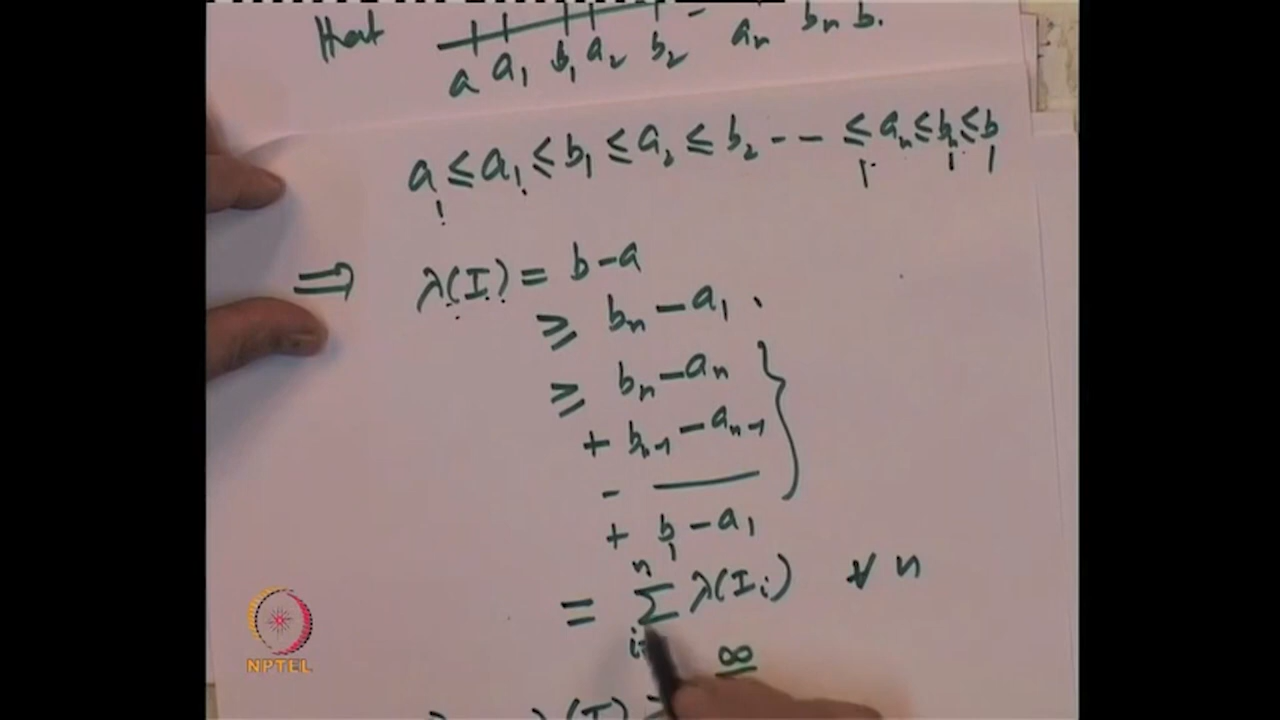 that a a₁ b₁ a₂ b₂ - aₙ bₙ b.
a ≤ a₁ ≤ b₁ ≤ a₂ ≤ b₂ - - ≤ aₙ ≤ bₙ ≤ b
⇒ λ(I) = b - a
≥ bₙ - a₁
≥ bₙ - aₙ
+ bₙ₋₁ - aₙ₋₁
- —
+ b₁ - a₁
n
= Σ λ(Iᵢ) ∀ n
i=
∞
λ(I) ≥
NPTEL